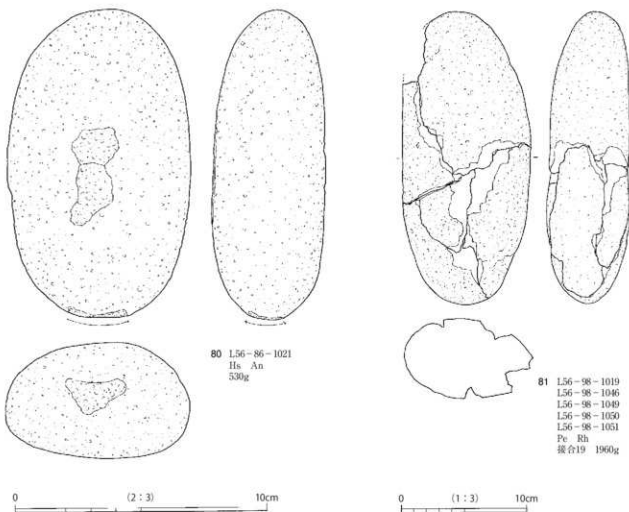 80 L56-86-1021
Hs An
530g
81 L56-98-1019
L56-98-1046
L56-98-1049
L56-98-1050
L56-98-1051
Pe Rh
接合19 1960g
0 (2:3) 10cm
0 (1:3) 10cm